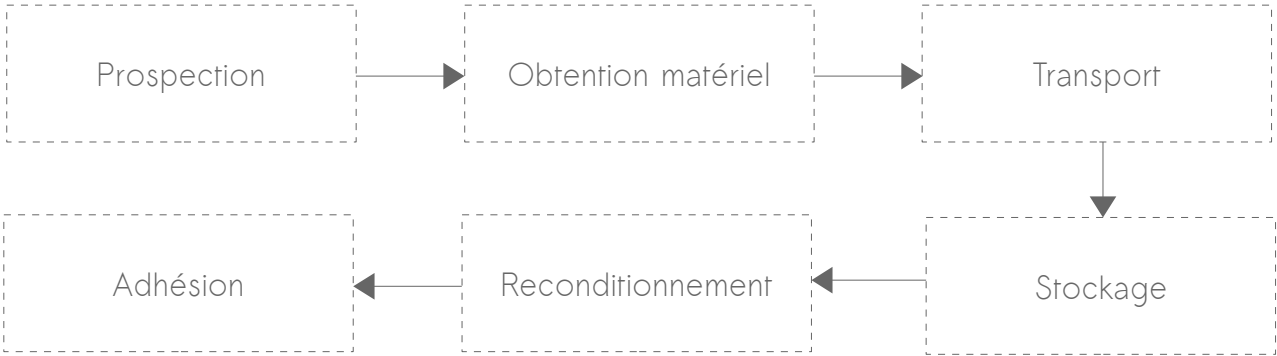 Prospection
Obtention matériel
Transport
Stockage
Reconditionnement
Adhésion